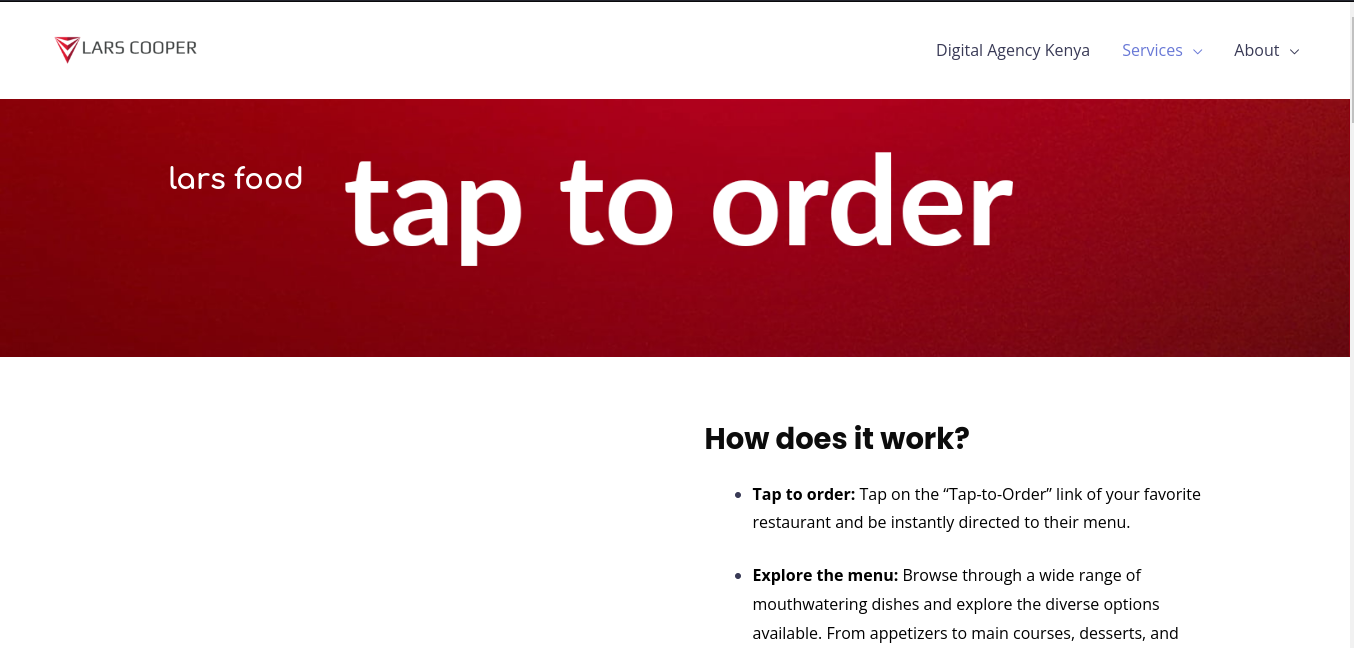 LARS COOPER
Digital Agency Kenya
Services
About
lars food
tap to order
How does it work?
Tap to order: Tap on the “Tap-to-Order” link of your favorite
restaurant and be instantly directed to their menu.
Explore the menu: Browse through a wide range of
mouthwatering dishes and explore the diverse options
available. From appetizers to main courses, desserts, and